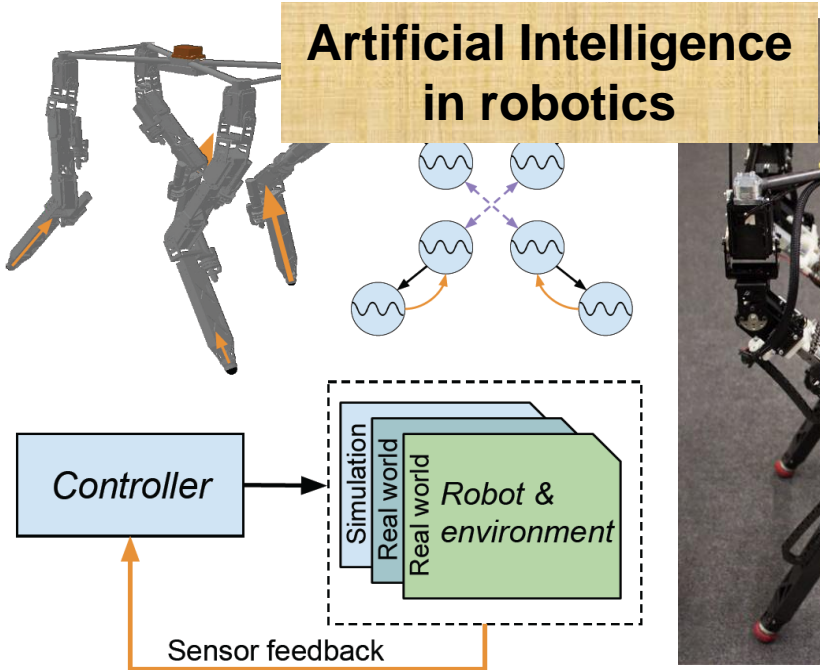 Artificial Intelligence
in robotics
Controller
Simulation
Real world
Real world
Robot &
environment
Sensor feedback